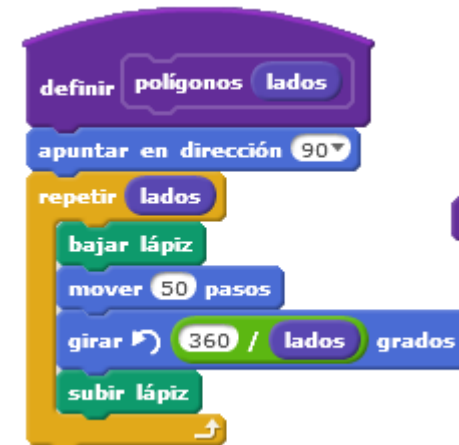 definir polígonos lados
apuntar en dirección 90
repetir lados
bajar lápiz
mover 50 pasos
girar 360 / lados grados
subir lápiz